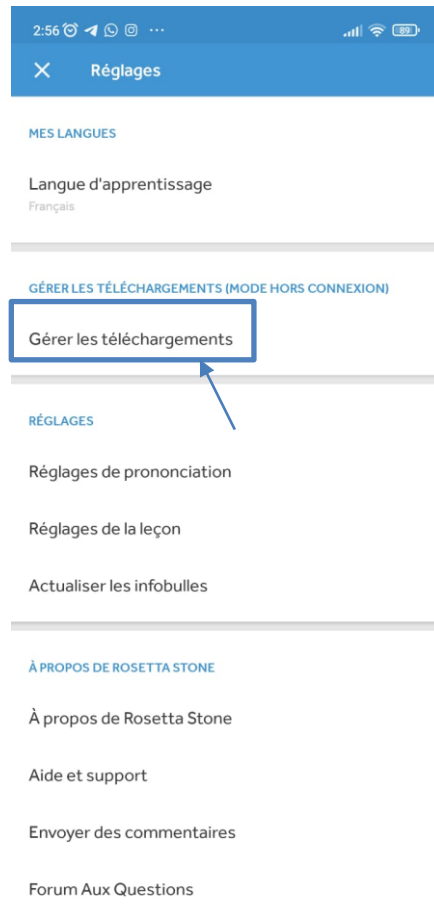 2:56
89
Réglages
MES LANGUES
Langue d'apprentissage
Français
GÉRER LES TÉLÉCHARGEMENTS (MODE HORS CONNEXION)
Gérer les téléchargements
RÉGLAGES
Réglages de prononciation
Réglages de la leçon
Actualiser les infobulles
À PROPOS DE ROSETTA STONE
À propos de Rosetta Stone
Aide et support
Envoyer des commentaires
Forum Aux Questions